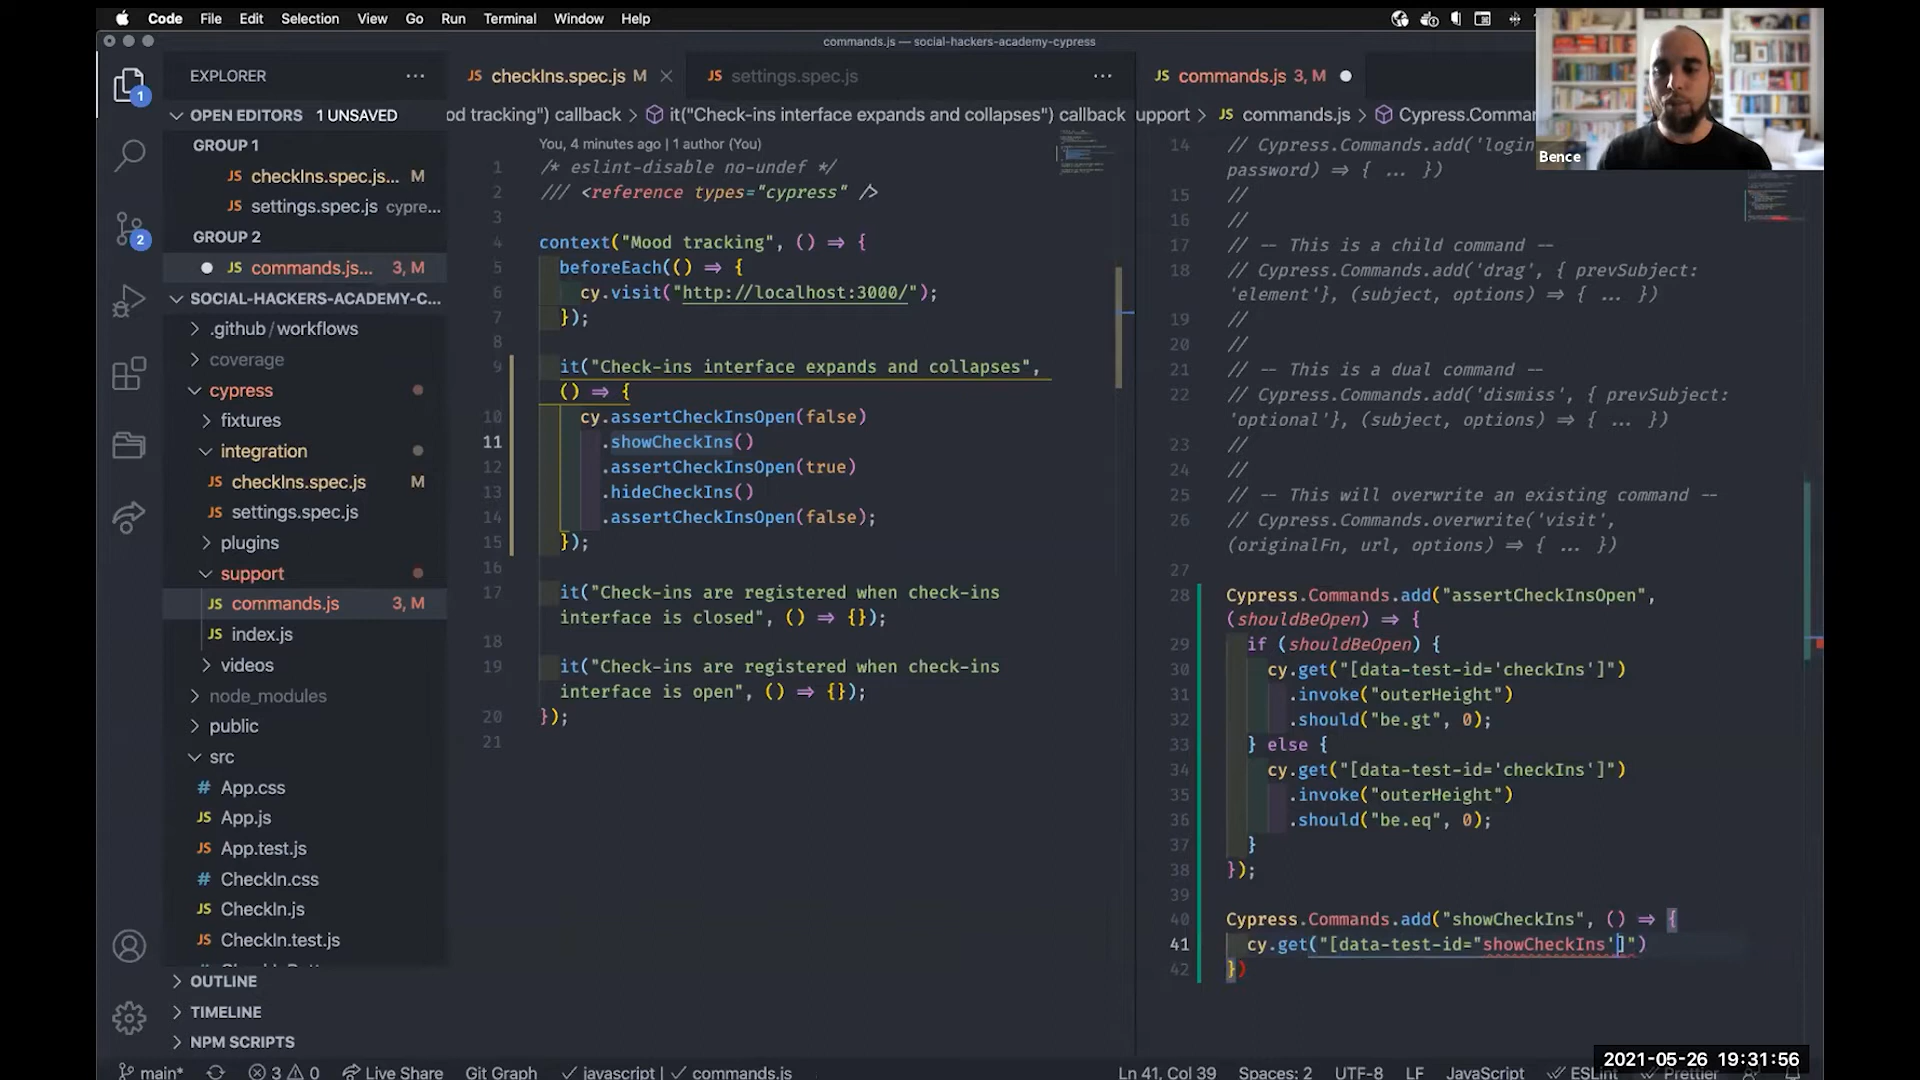 Code File Edit Selection View Go Run Terminal Window Help
commands.js — social-hackers-academy-cypress
EXPLORER
OPEN EDITORS 1 UNSAVED
GROUP 1
JS checkIns.spec.js... M
JS settings.spec.js cypre...
GROUP 2
JS commands.js... 3, M
SOCIAL-HACKERS-ACADEMY-C...
.github/workflows
coverage
cypress
fixtures
integration
JS checkIns.spec.js M
JS settings.spec.js
plugins
support
JS commands.js 3, M
JS index.js
videos
node_modules
public
src
# App.css
JS App.js
JS App.test.js
# CheckIn.css
JS CheckIn.js
JS CheckIn.test.js
OUTLINE
TIMELINE
NPM SCRIPTS
1
2
JS checkIns.spec.js M
JS settings.spec.js
od tracking") callback > it("Check-ins interface expands and collapses") callback
You, 4 minutes ago | 1 author (You)
1 /* eslint-disable no-undef */
2 /// <reference types="cypress" />
3
4 context("Mood tracking", () => {
5 beforeEach(() => {
6 cy.visit("http://localhost:3000/");
7 });
8
9 it("Check-ins interface expands and collapses",
() => {
10 cy.assertCheckInsOpen(false)
11 .showCheckIns()
12 .assertCheckInsOpen(true)
13 .hideCheckIns()
14 .assertCheckInsOpen(false);
15 });
16
17 it("Check-ins are registered when check-ins
interface is closed", () => {});
18
19 it("Check-ins are registered when check-ins
interface is open", () => {});
20 });
21
JS commands.js 3, M
upport > JS commands.js > Cypress.Comma
14 // Cypress.Commands.add('login
password) => { ... })
15 //
16 //
17 // -- This is a child command --
18 // Cypress.Commands.add('drag', { prevSubject:
'element'}, (subject, options) => { ... })
19 //
20 //
21 // -- This is a dual command --
22 // Cypress.Commands.add('dismiss', { prevSubject:
'optional'}, (subject, options) => { ... })
23 //
24 //
25 // -- This will overwrite an existing command --
26 // Cypress.Commands.overwrite('visit',
(originalFn, url, options) => { ... })
27
28 Cypress.Commands.add("assertCheckInsOpen",
(shouldBeOpen) => {
29 if (shouldBeOpen) {
30 cy.get("[data-test-id='checkIns']")
31 .invoke("outerHeight")
32 .should("be.gt", 0);
33 } else {
34 cy.get("[data-test-id='checkIns']")
35 .invoke("outerHeight")
36 .should("be.eq", 0);
37 }
38 });
39
40 Cypress.Commands.add("showCheckIns", () => {
41 cy.get("[data-test-id="showCheckIns']")
42 })
Bence
2021-05-26 19:31:56
main* 3 0 Live Share Git Graph javascript | commands.js Ln 41, Col 39 Spaces: 2 UTF-8 LF JavaScript ESLint Prettier